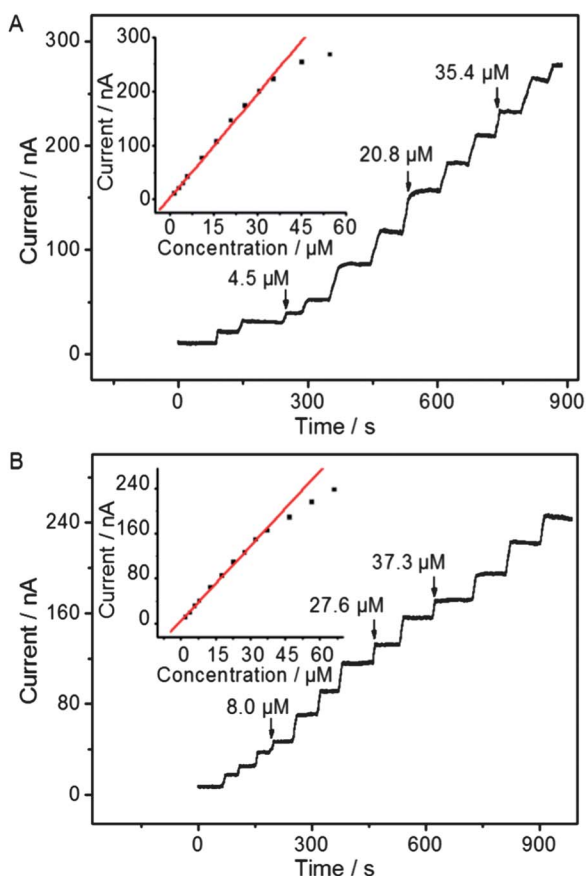 A
300
200
100
0
Current / nA
300
200
100
0
Current / nA
0 15 30 45 60
Concentration / µM
4.5 µM
20.8 µM
35.4 µM
0 300 600 900
Time / s
B
240
160
80
0
Current / nA
240
160
80
0
Current / nA
0 15 30 45 60
Concentration / µM
8.0 µM
27.6 µM
37.3 µM
0 300 600 900
Time / s